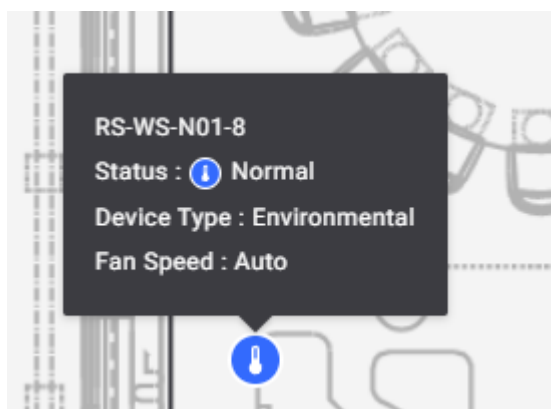 RS-WS-N01-8
Status : Normal
Device Type : Environmental
Fan Speed : Auto